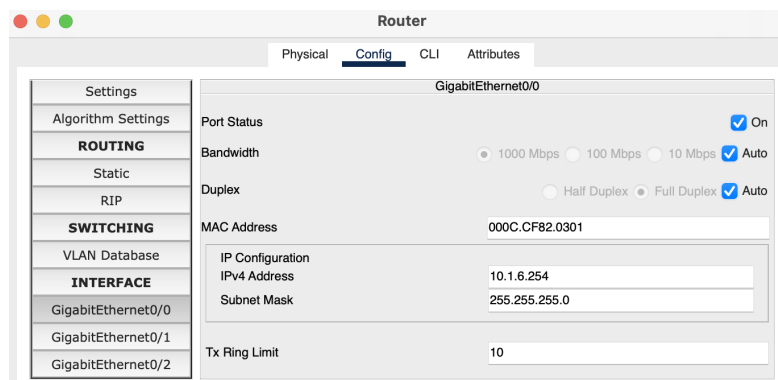 Router
Physical Config CLI Attributes
Settings
Algorithm Settings
ROUTING
Static
RIP
SWITCHING
VLAN Database
INTERFACE
GigabitEthernet0/0
GigabitEthernet0/1
GigabitEthernet0/2
GigabitEthernet0/0
Port Status On
Bandwidth 1000 Mbps 100 Mbps 10 Mbps Auto
Duplex Half Duplex Full Duplex Auto
MAC Address 000C.CF82.0301
IP Configuration
IPv4 Address 10.1.6.254
Subnet Mask 255.255.255.0
Tx Ring Limit 10